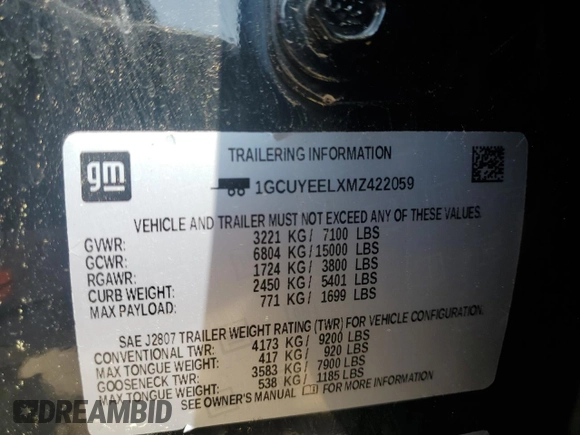 gm
TRAILERING INFORMATION
1GCUYEELXMZ422059
VEHICLE AND TRAILER MUST NOT EXCEED ANY OF THESE VALUES.
GVWR: 3221 KG/ 7100 LBS
GCWR: 6804 KG/15000 LBS
RGAWR: 1724 KG/ 3800 LBS
CURB WEIGHT: 2450 KG/ 5401 LBS
MAX PAYLOAD: 771 KG/ 1699 LBS
SAE J2807 TRAILER WEIGHT RATING (TWR) FOR VEHICLE CONFIGURATION.
CONVENTIONAL TWR: 4173 KG/ 9200 LBS
MAX TONGUE WEIGHT: 417 KG/ 920 LBS
GOOSENECK TWR: 3583 KG/ 7900 LBS
MAX TONGUE WEIGHT: 538 KG/ 1185 LBS
SEE OWNER'S MANUAL FOR MORE INFORMATION
DREAMBID